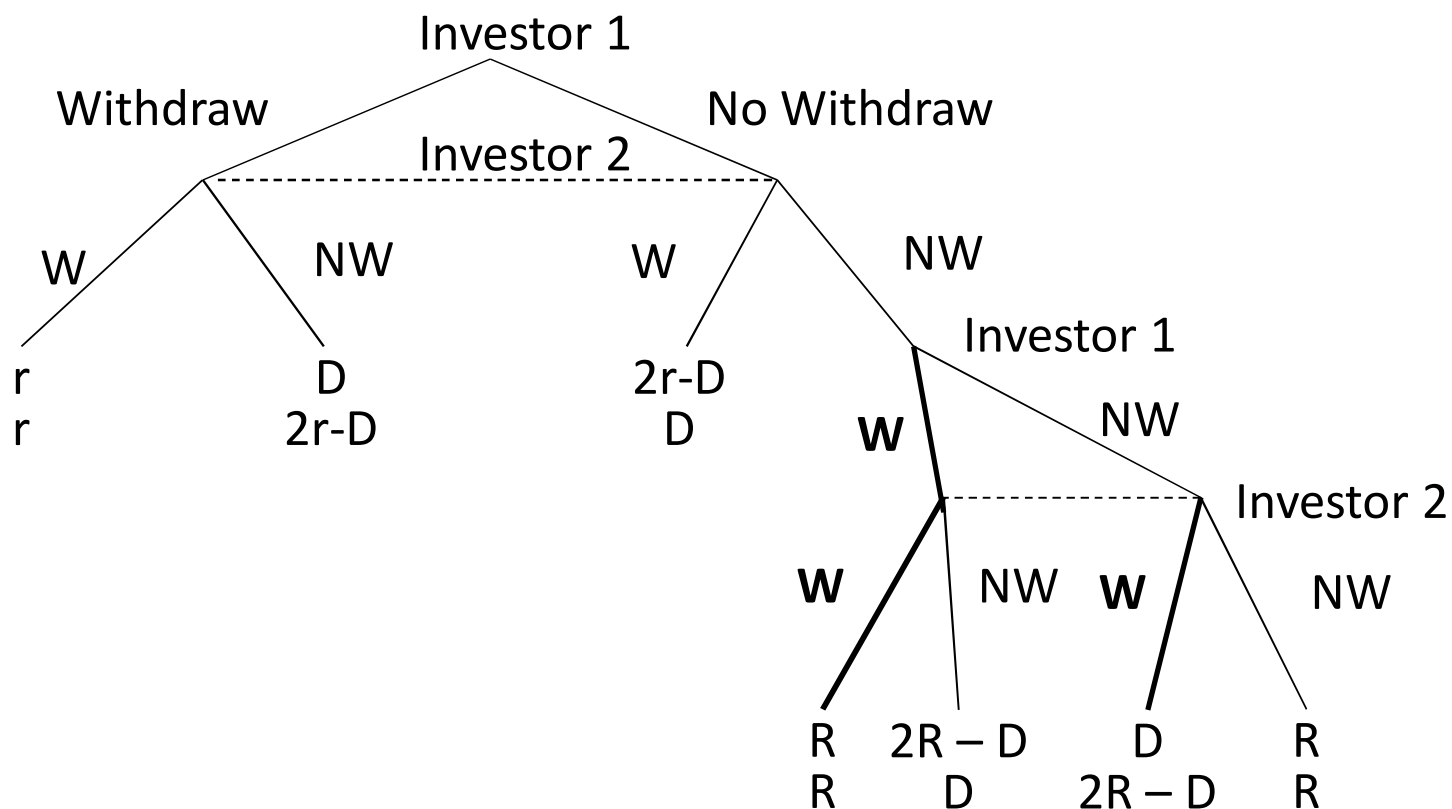 Investor 1
Withdraw
No Withdraw
Investor 2
W
NW
W
NW
r
r
D
2r-D
2r-D
D
Investor 1
W
NW
Investor 2
W
NW
W
NW
R
R
2R – D
D
D
2R – D
R
R